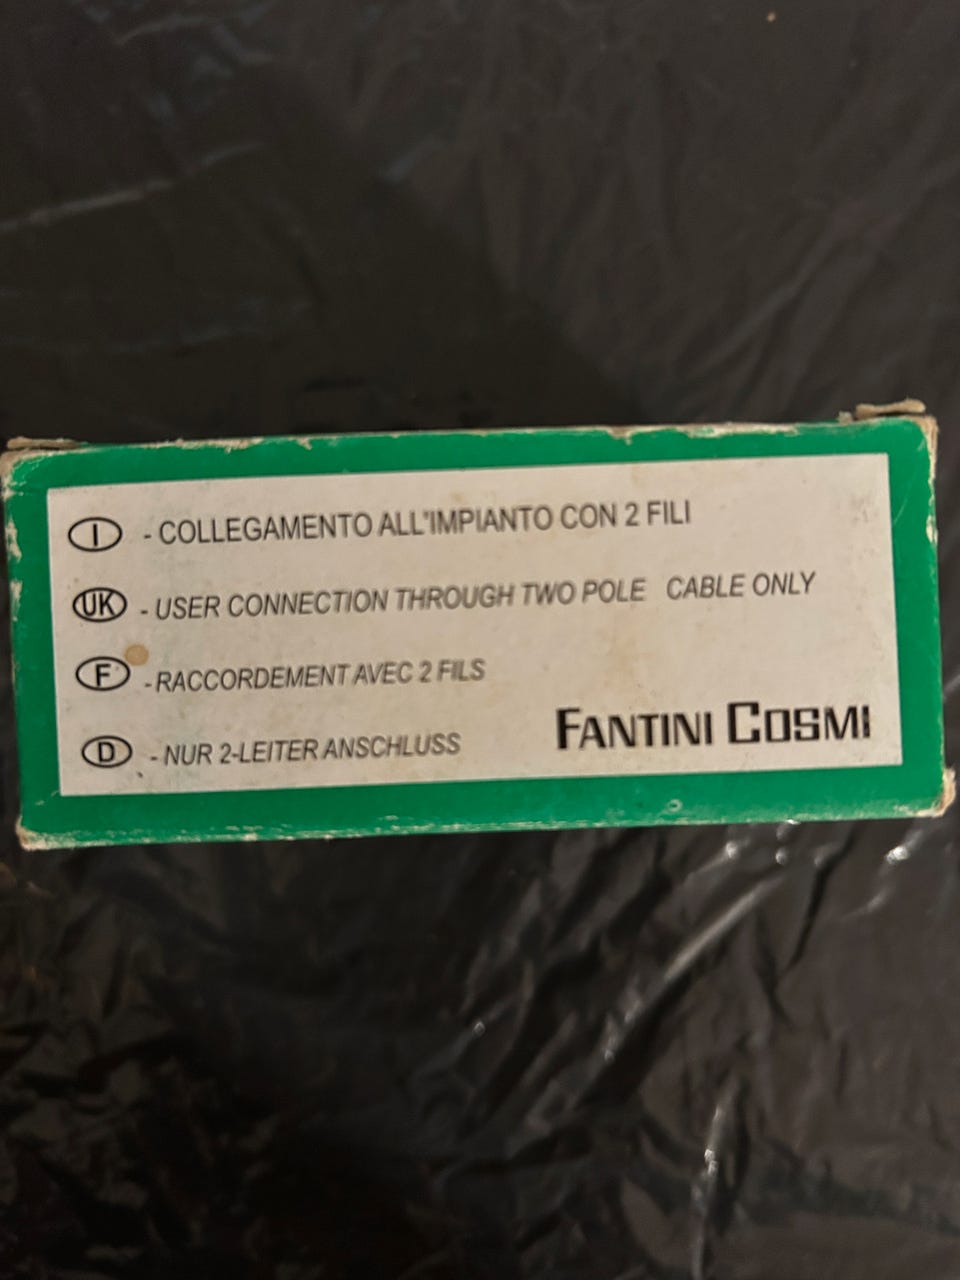 I - COLLEGAMENTO ALL'IMPIANTO CON 2 FILI
UK - USER CONNECTION THROUGH TWO POLE CABLE ONLY
F - RACCORDEMENT AVEC 2 FILS
D - NUR 2-LEITER ANSCHLUSS
FANTINI COSMI